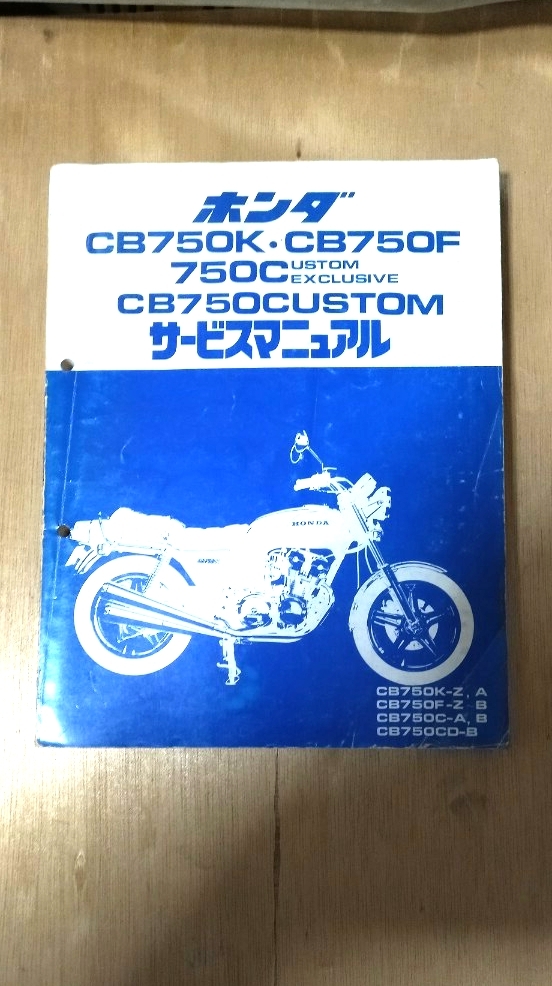 ホンダ
CB750K・CB750F
750CUSTOM
EXCLUSIVE
CB750CUSTOM
サービスマニュアル
HONDA
CB750K-Z, A
CB750F-Z B
CB750C-A, B
CB750CD-B